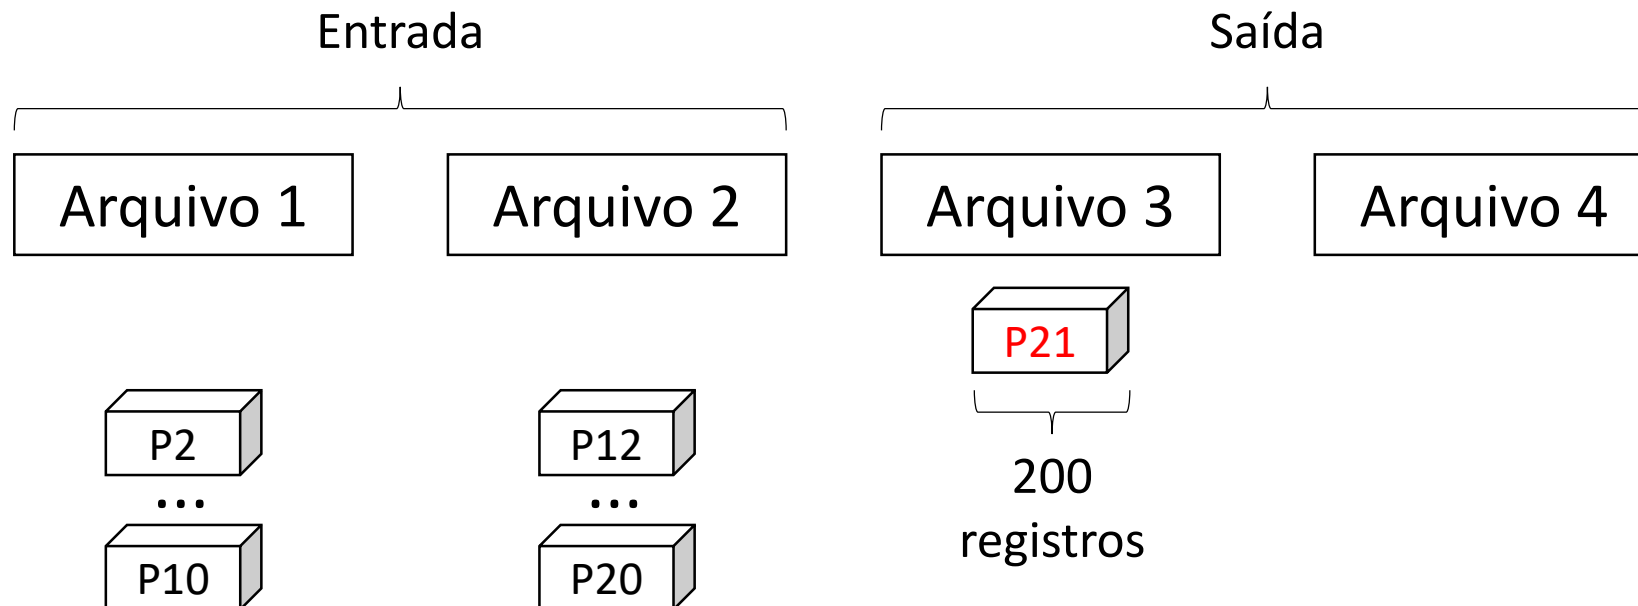 Entrada
Saída
Arquivo 1
Arquivo 2
Arquivo 3
Arquivo 4
P21
P2
P12
...
...
200
registros
P10
P20